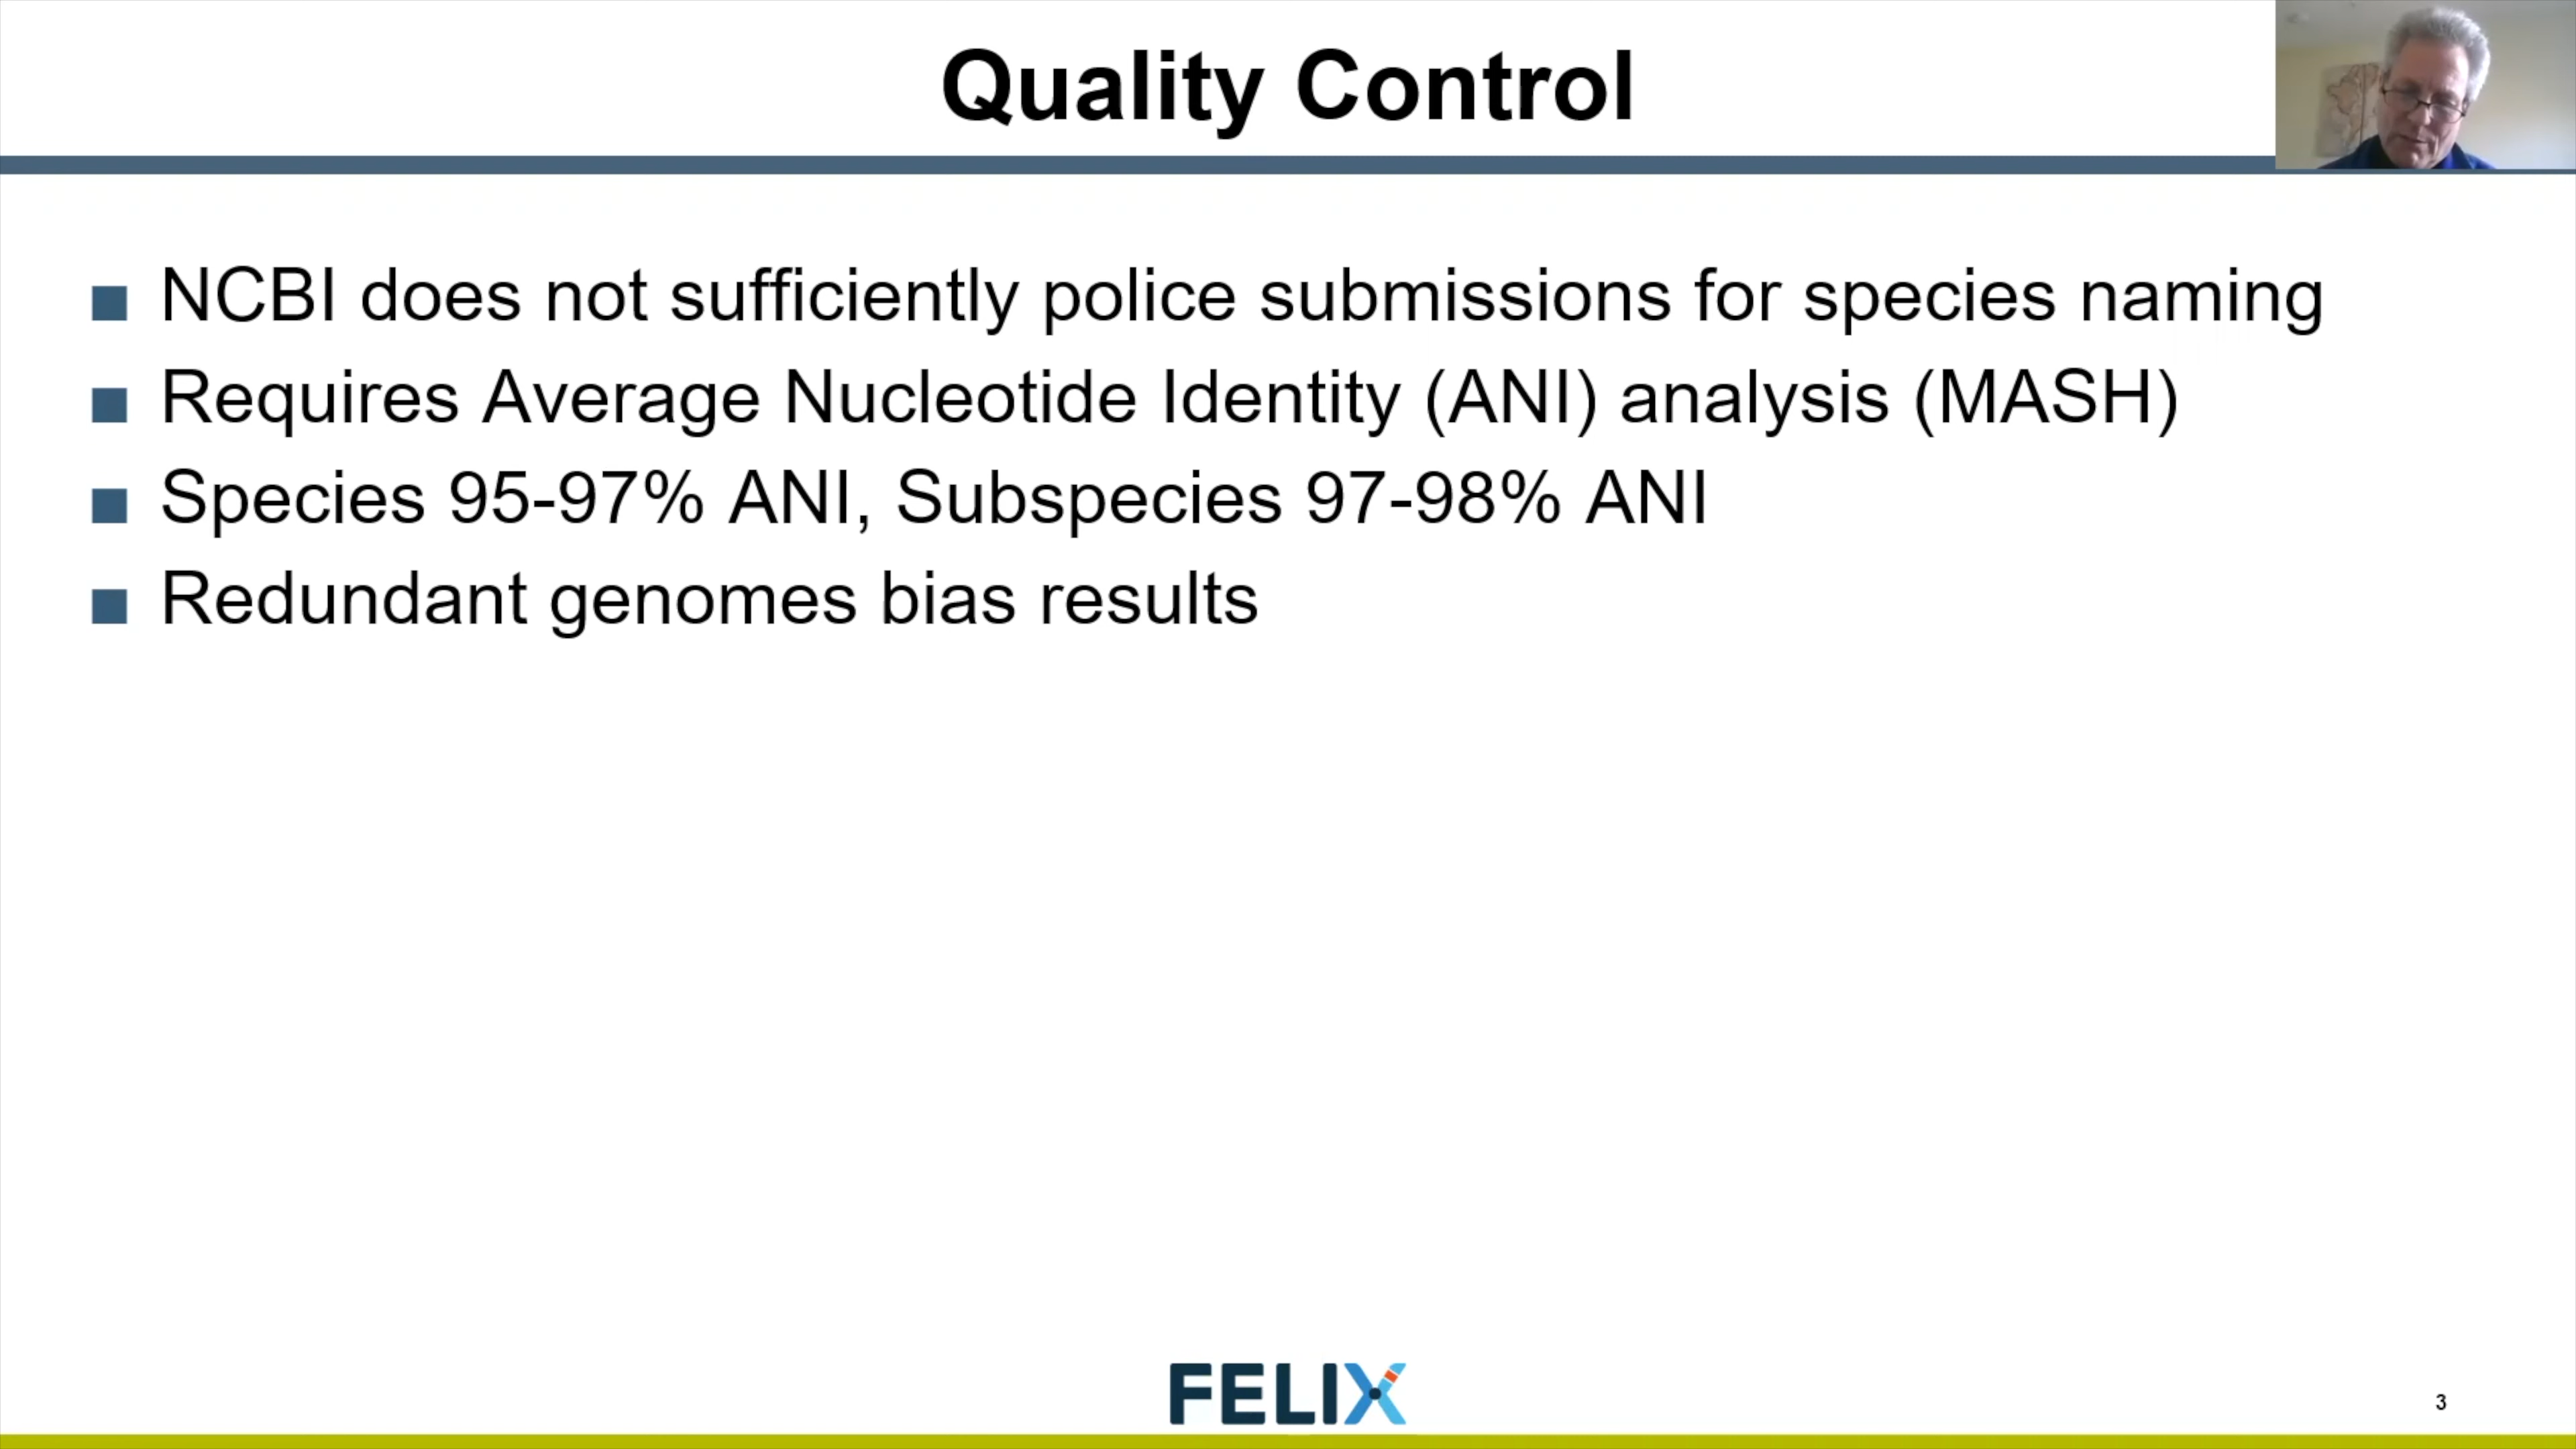 Quality Control
NCBI does not sufficiently police submissions for species naming
Requires Average Nucleotide Identity (ANI) analysis (MASH)
Species 95-97% ANI, Subspecies 97-98% ANI
Redundant genomes bias results
FELIX
3